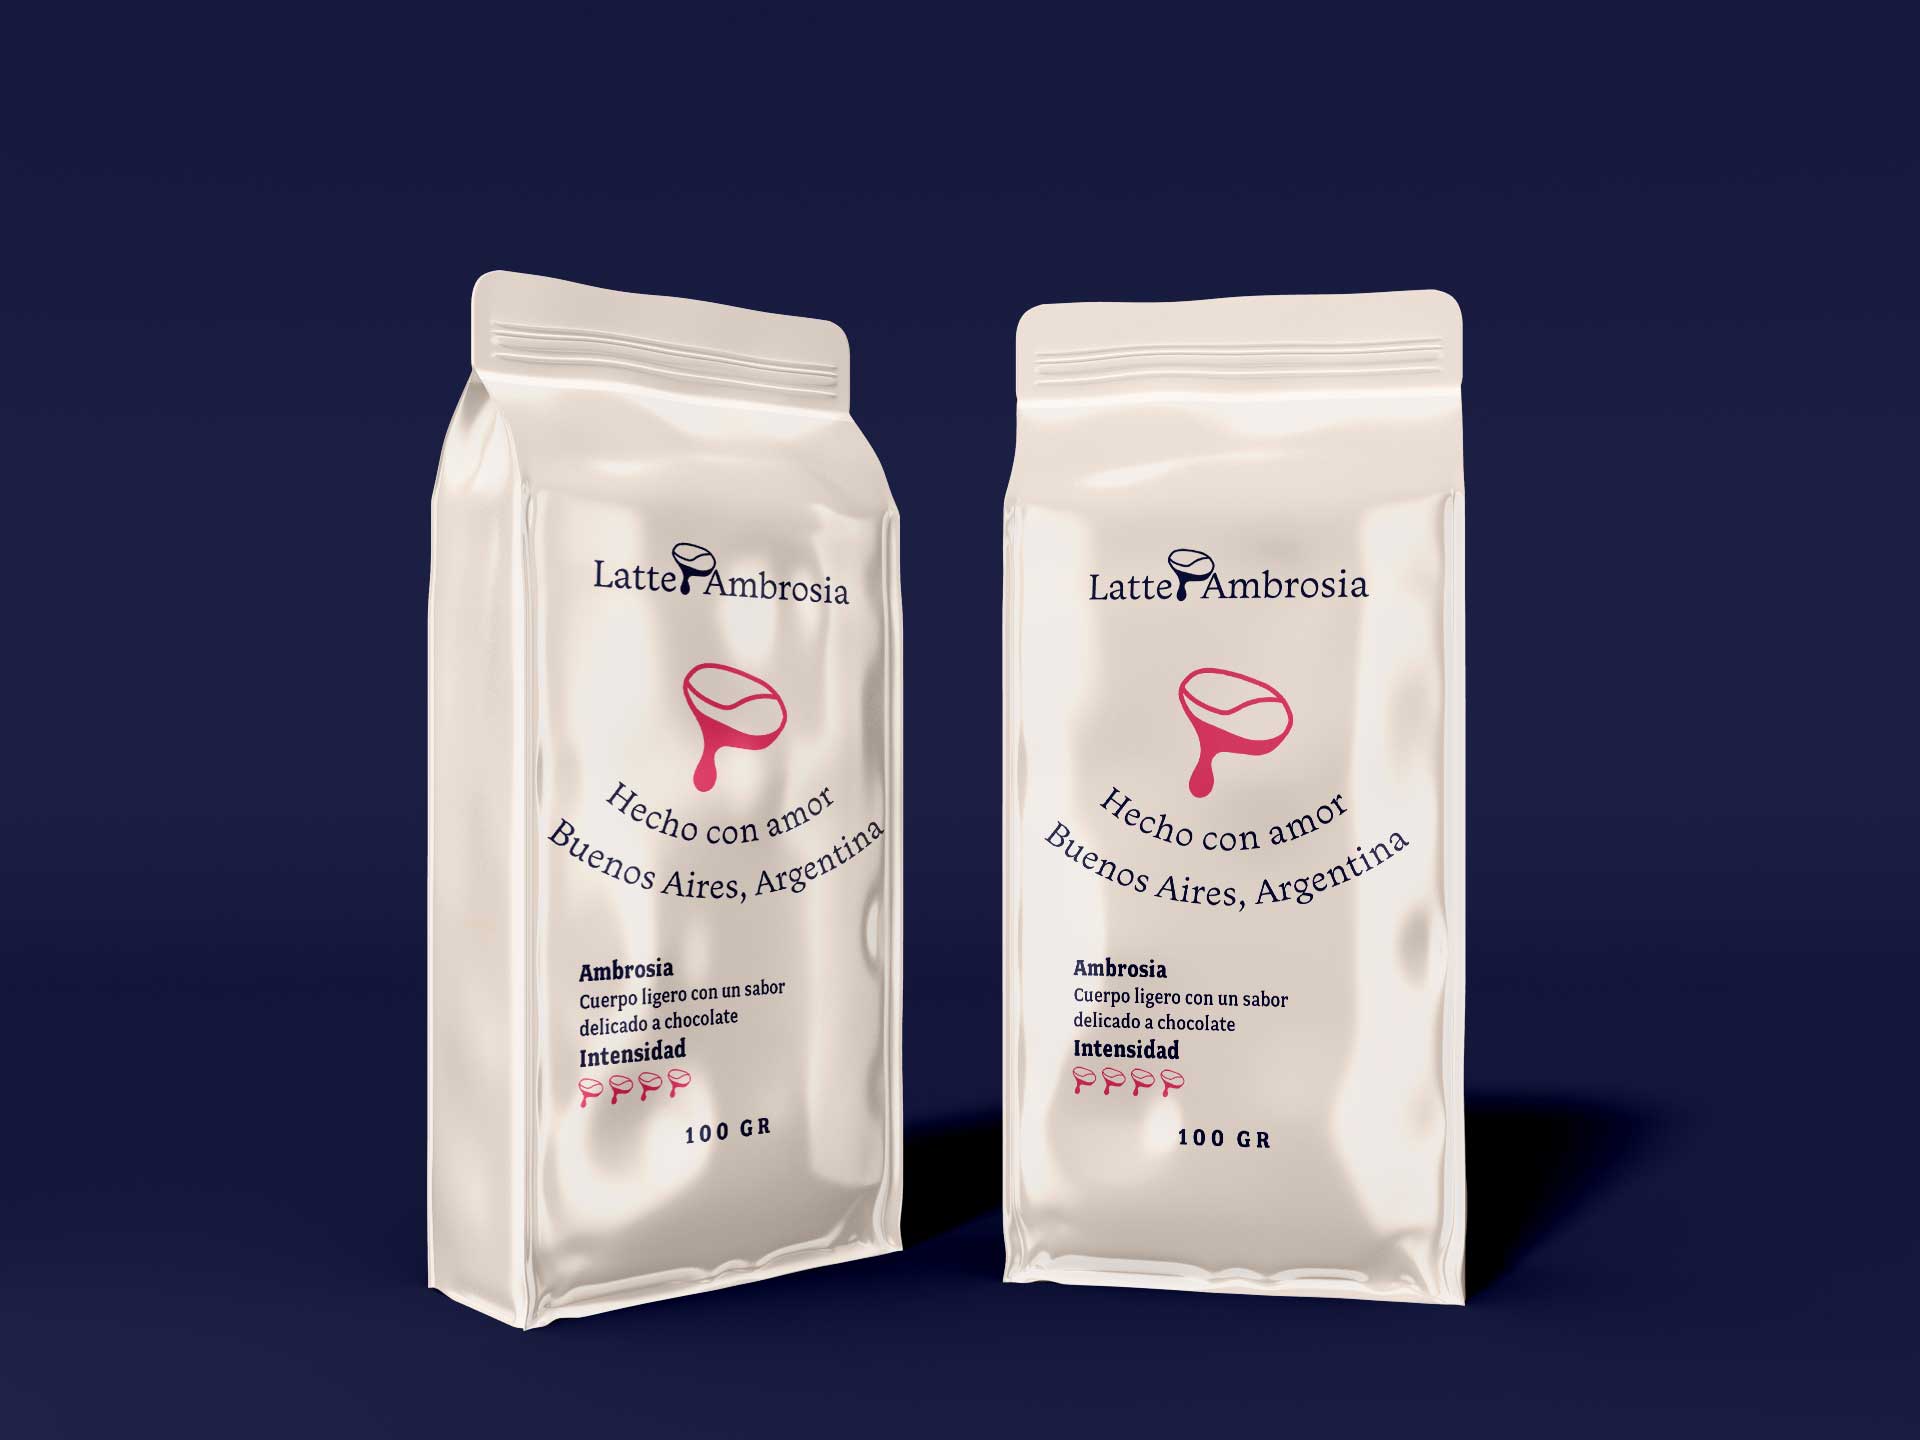 Latte Ambrosia
Hecho con amor
Buenos Aires, Argentina
Ambrosia
Cuerpo ligero con un sabor
delicado a chocolate
Intensidad
100 GR
Latte Ambrosia
Hecho con amor
Buenos Aires, Argentina
Ambrosia
Cuerpo ligero con un sabor
delicado a chocolate
Intensidad
100 GR